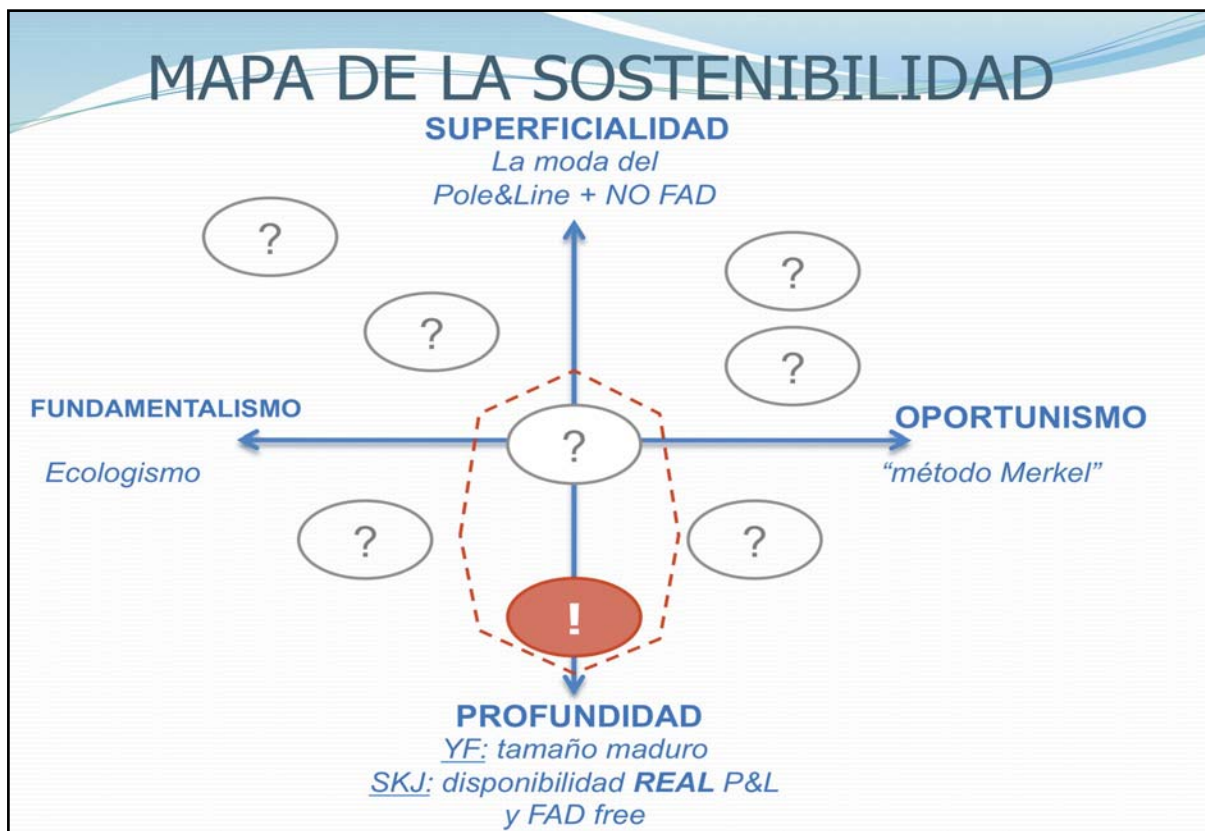 MAPA DE LA SOSTENIBILIDAD
SUPERFICIALIDAD
La moda del
Pole&Line + NO FAD
?
?
?
?
FUNDAMENTALISMO
OPORTUNISMO
?
Ecologismo
“método Merkel”
?
?
!
PROFUNDIDAD
YF: tamaño maduro
SKJ: disponibilidad REAL P&L
y FAD free